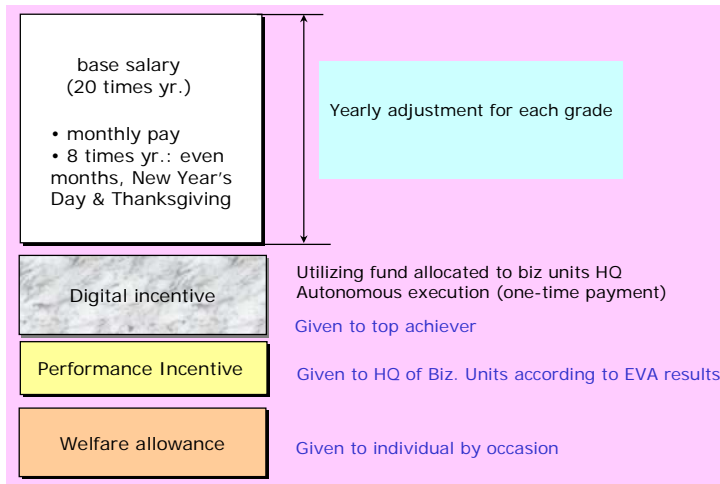 base salary
(20 times yr.)
• monthly pay
• 8 times yr.: even
months, New Year's
Day & Thanksgiving
Yearly adjustment for each grade
Digital incentive
Utilizing fund allocated to biz units HQ
Autonomous execution (one-time payment)
Given to top achiever
Performance Incentive
Given to HQ of Biz. Units according to EVA results
Welfare allowance
Given to individual by occasion